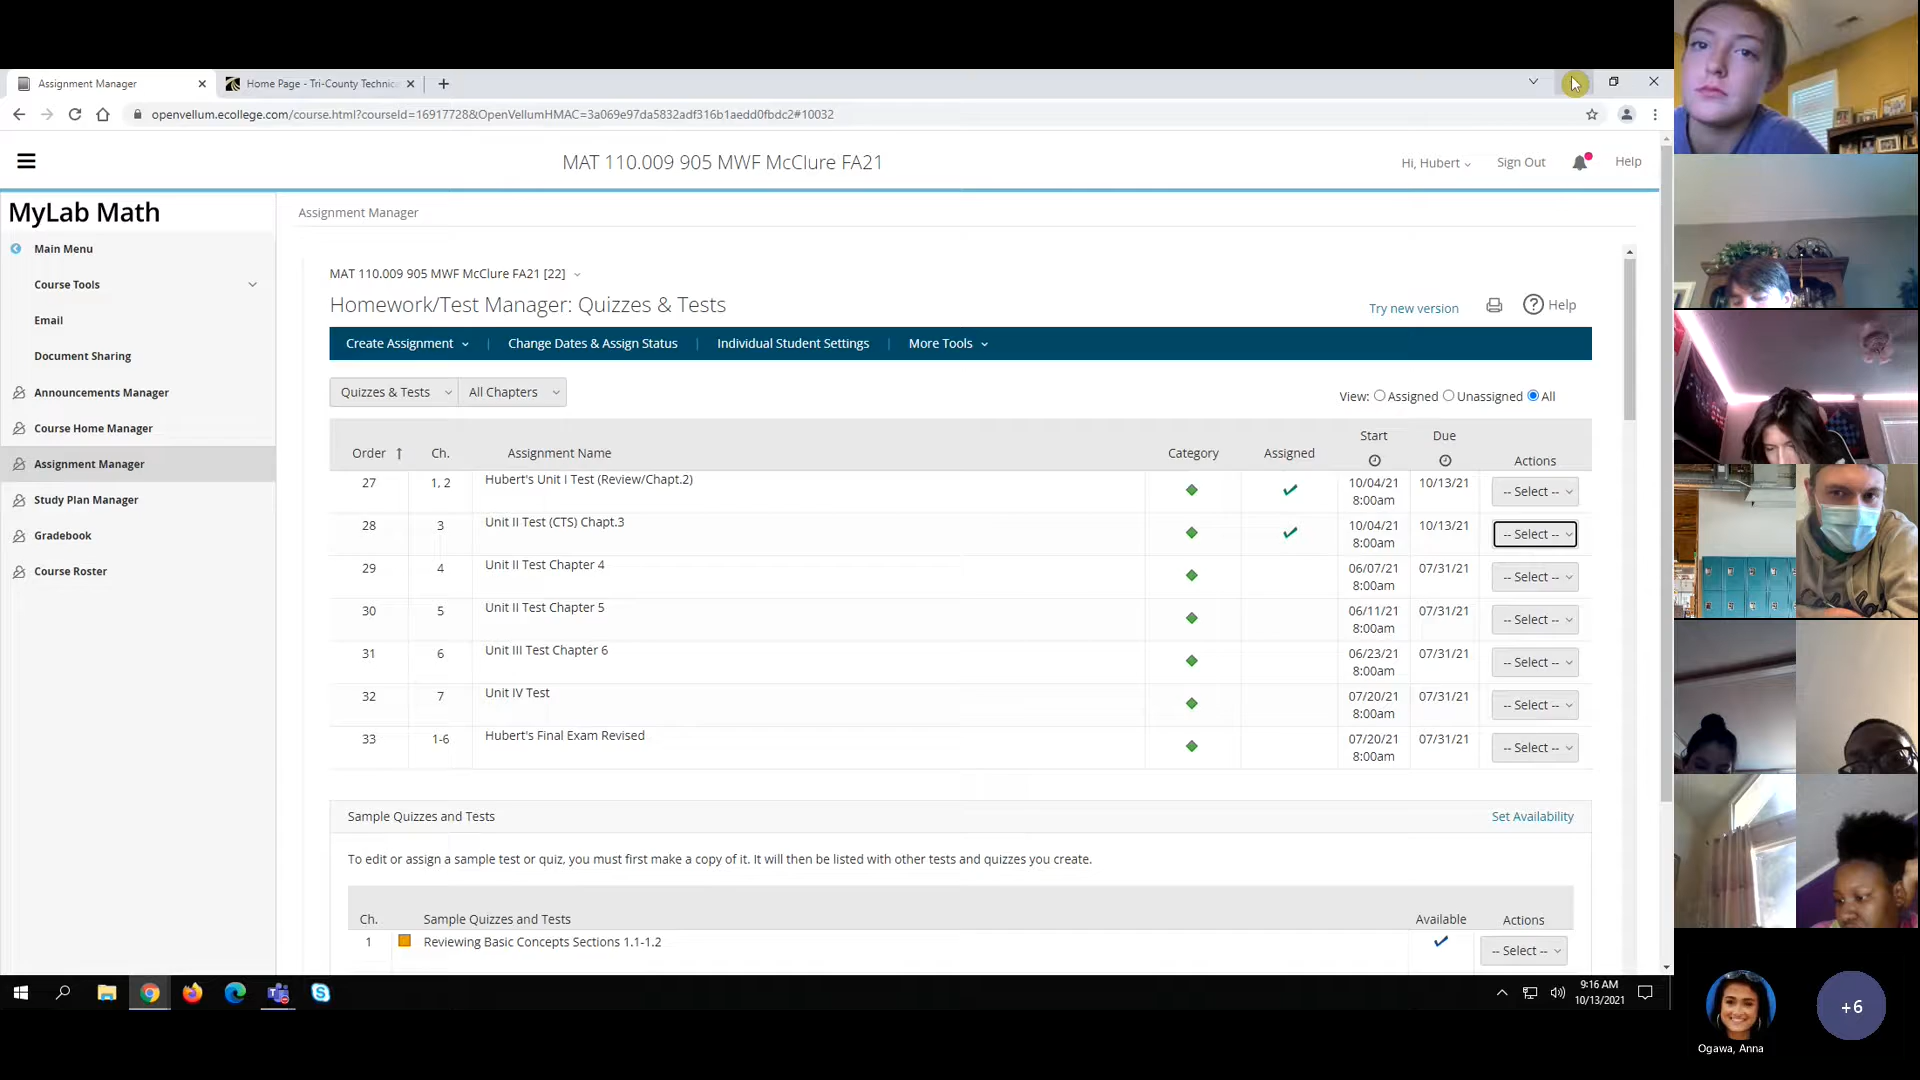 Assignment Manager
Home Page - Tri-County Technic
openvellum.ecollege.com/course.html?courseId=16917728&OpenVellumHMAC=3a069e97da5832adf316b1aedd0fbdc2#10032
MAT 110.009 905 MWF McClure FA21
Hi, Hubert
Sign Out
Help
MyLab Math
Main Menu
Course Tools
Email
Document Sharing
Announcements Manager
Course Home Manager
Assignment Manager
Study Plan Manager
Gradebook
Course Roster
Assignment Manager
MAT 110.009 905 MWF McClure FA21 [22]
Homework/Test Manager: Quizzes & Tests
Try new version
Help
Create Assignment | Change Dates & Assign Status | Individual Student Settings | More Tools
Quizzes & Tests All Chapters
View: Assigned Unassigned All
Order Ch. Assignment Name Category Assigned Start Due Actions
27 1, 2 Hubert's Unit I Test (Review/Chapt.2) 10/04/21 8:00am 10/13/21 -- Select --
28 3 Unit II Test (CTS) Chapt.3 10/04/21 8:00am 10/13/21 -- Select --
29 4 Unit II Test Chapter 4 06/07/21 8:00am 07/31/21 -- Select --
30 5 Unit II Test Chapter 5 06/11/21 8:00am 07/31/21 -- Select --
31 6 Unit III Test Chapter 6 06/23/21 8:00am 07/31/21 -- Select --
32 7 Unit IV Test 07/20/21 8:00am 07/31/21 -- Select --
33 1-6 Hubert's Final Exam Revised 07/20/21 8:00am 07/31/21 -- Select --
Sample Quizzes and Tests
Set Availability
To edit or assign a sample test or quiz, you must first make a copy of it. It will then be listed with other tests and quizzes you create.
Ch. Sample Quizzes and Tests Available Actions
1 Reviewing Basic Concepts Sections 1.1-1.2 -- Select --
9:16 AM
10/13/2021
Ogawa, Anna
+6